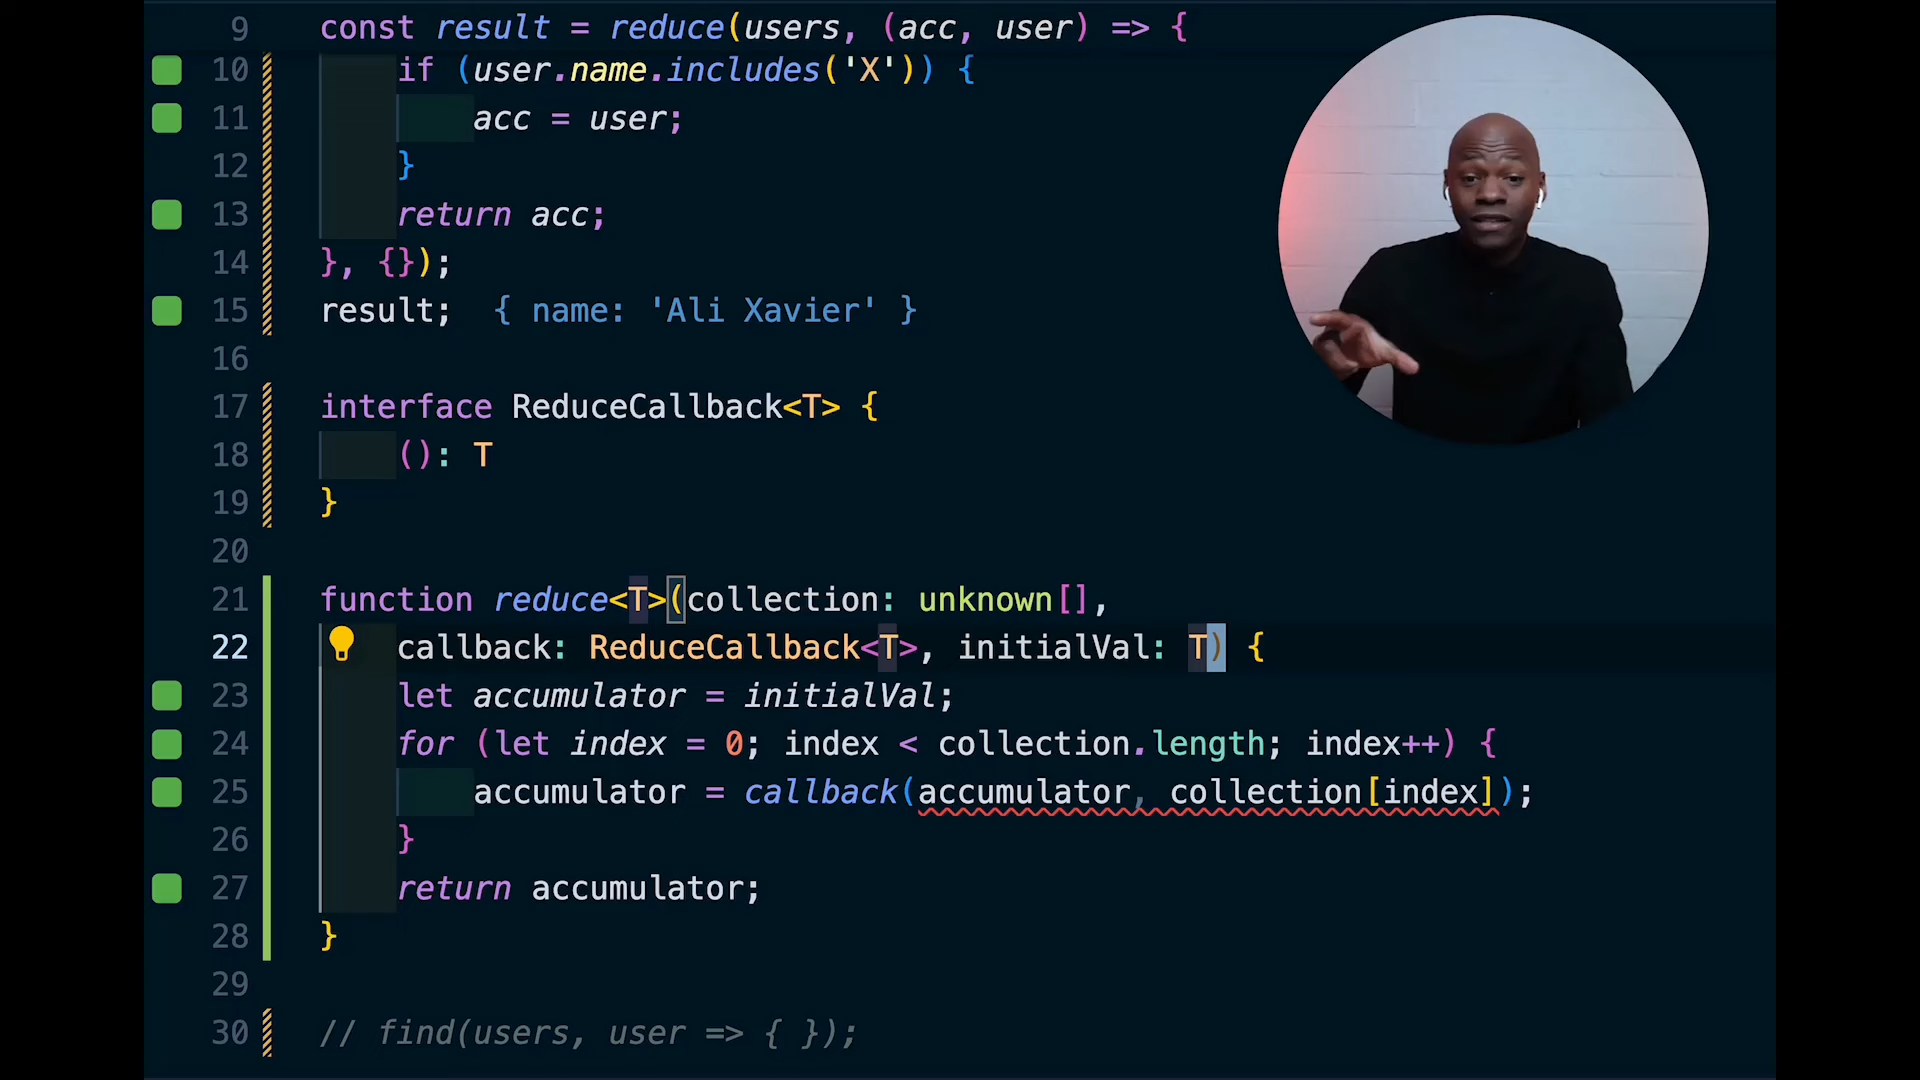 9 const result = reduce(users, (acc, user) => {
10 if (user.name.includes('X')) {
11 acc = user;
12 }
13 return acc;
14 }, {});
15 result; { name: 'Ali Xavier' }
16
17 interface ReduceCallback<T> {
18 (): T
19 }
20
21 function reduce<T>(collection: unknown[],
22 callback: ReduceCallback<T>, initialVal: T) {
23 let accumulator = initialVal;
24 for (let index = 0; index < collection.length; index++) {
25 accumulator = callback(accumulator, collection[index]);
26 }
27 return accumulator;
28 }
29
30 // find(users, user => { });